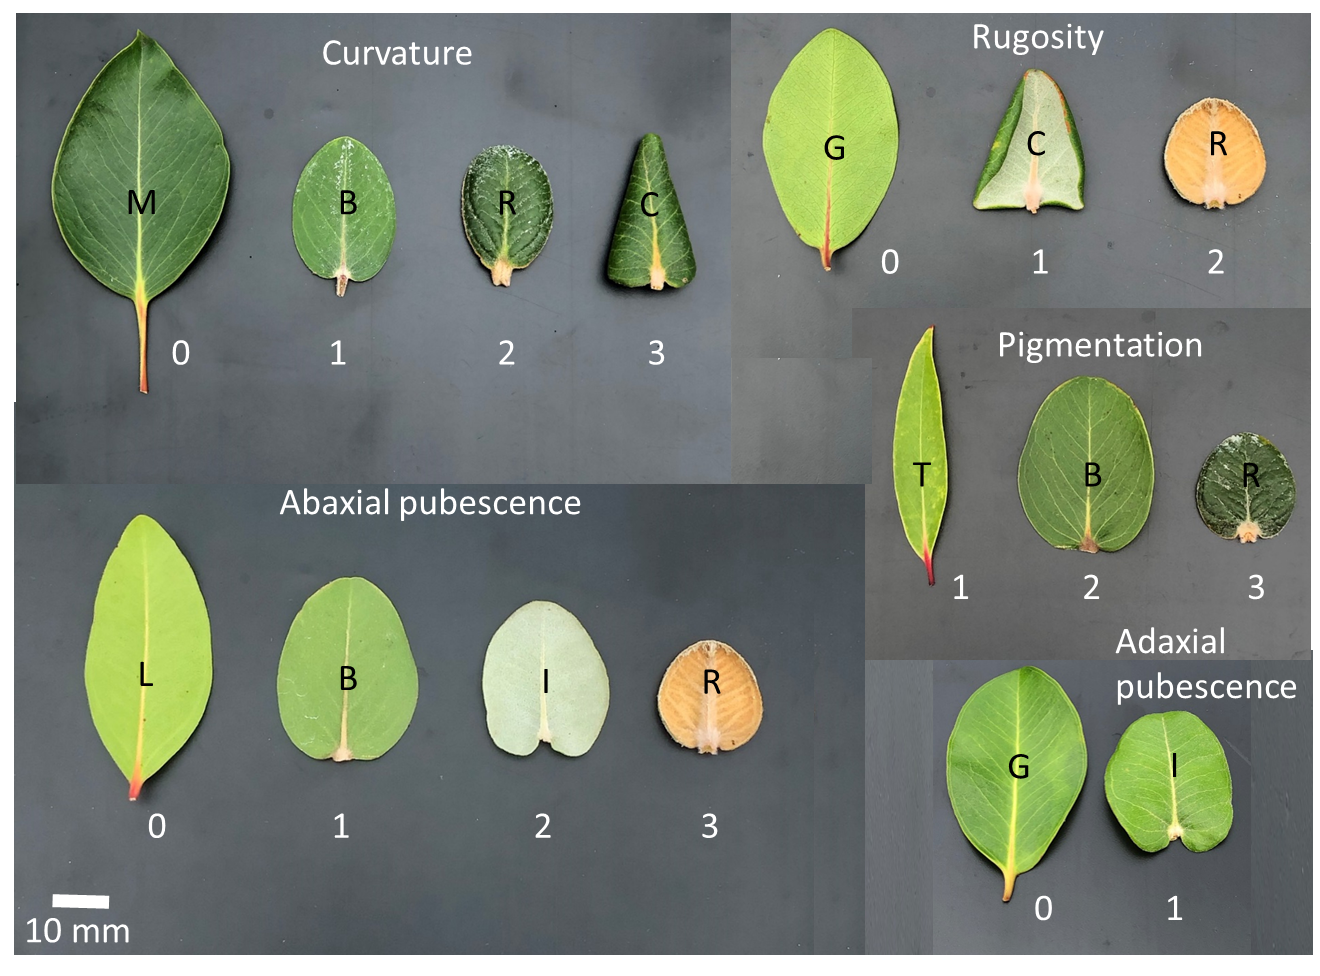 Curvature
M B R C
0 1 2 3
Rugosity
G C R
0 1 2
Pigmentation
T B R
1 2 3
Abaxial pubescence
L B I R
0 1 2 3
10 mm
Adaxial
pubescence
G I
0 1